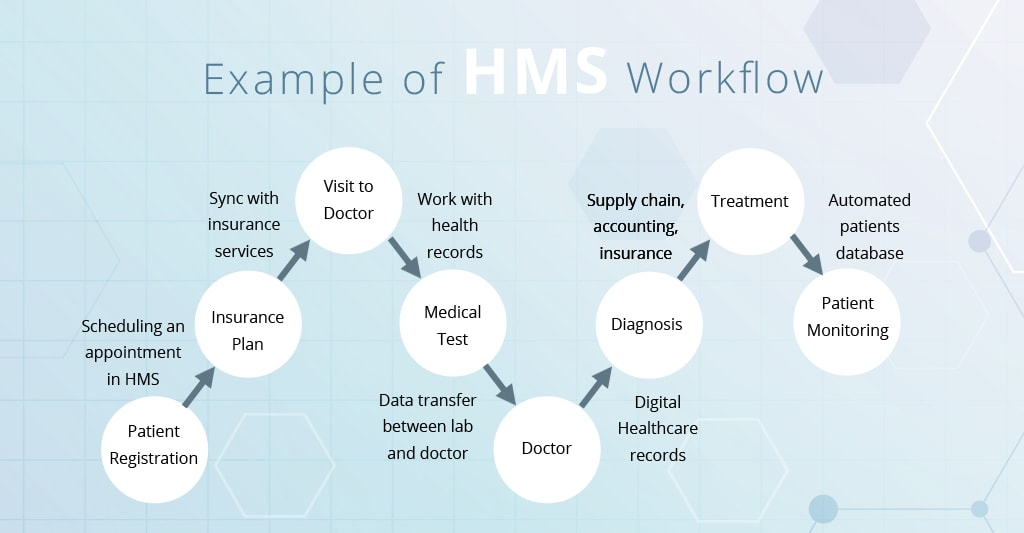 Example of HMS Workflow
Scheduling an
appointment
in HMS
Patient
Registration
Sync with
insurance
services
Insurance
Plan
Visit to
Doctor
Work with
health
records
Medical
Test
Data transfer
between lab
and doctor
Doctor
Digital
Healthcare
records
Diagnosis
Supply chain,
accounting,
insurance
Treatment
Automated
patients
database
Patient
Monitoring